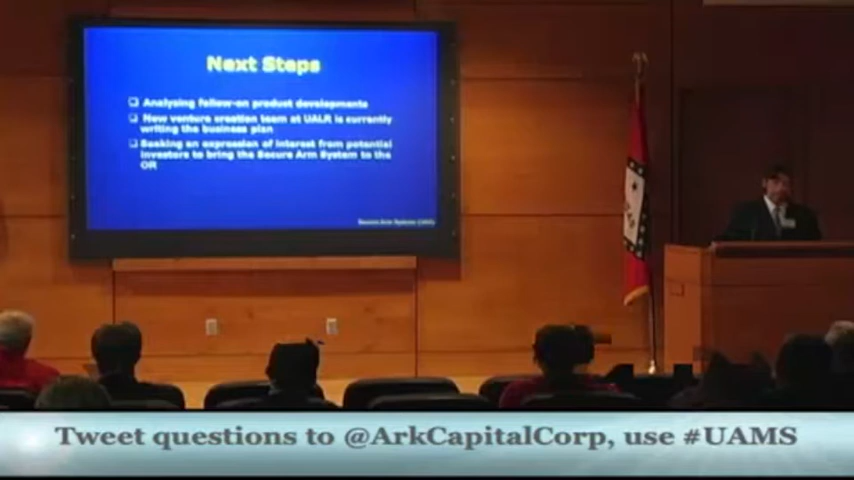 Next Steps
Analysing follow-on product developments
New venture creation team at UALR is currently
writing the business plan
Seeking an expression of interest from potential
investors to bring the Secure Arm System to the
OR
Tweet questions to @ArkCapitalCorp, use #UAMS